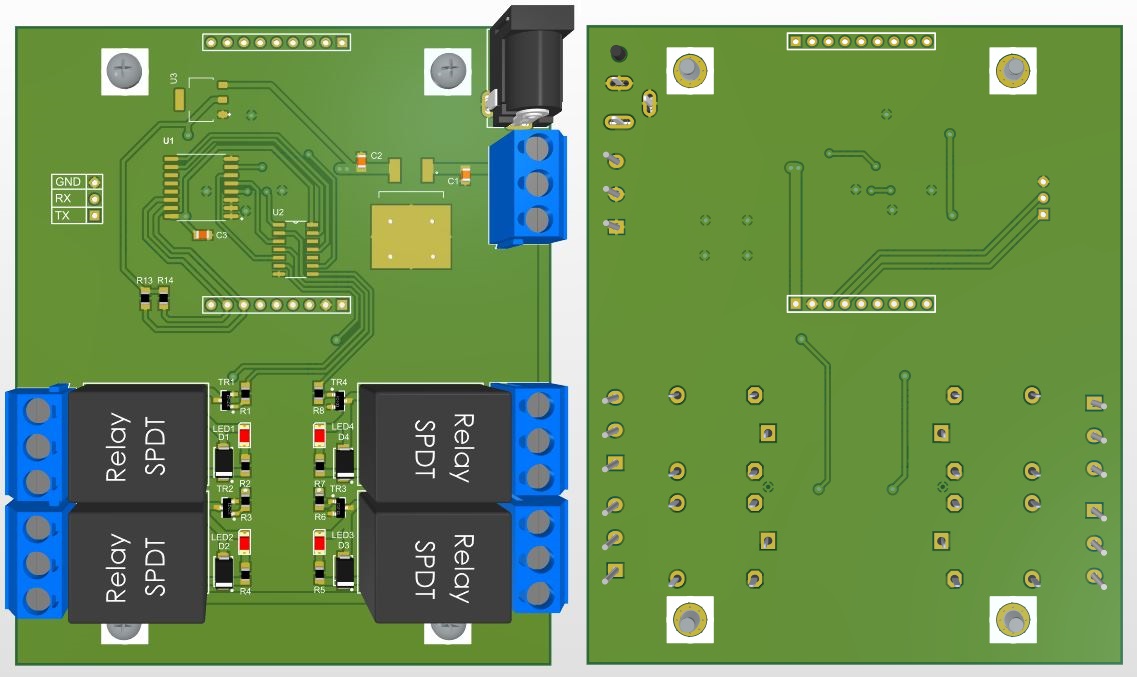 U3
U1
C2
C1
GND
RX
TX
U2
C3
R13 R14
TR1
TR4
R1
R8
Relay
SPDT
Relay
SPDT
LED1
D1
LED4
D4
R2
R7
TR2
TR3
R3
R6
Relay
SPDT
Relay
SPDT
LED2
D2
LED3
D3
R4
R5